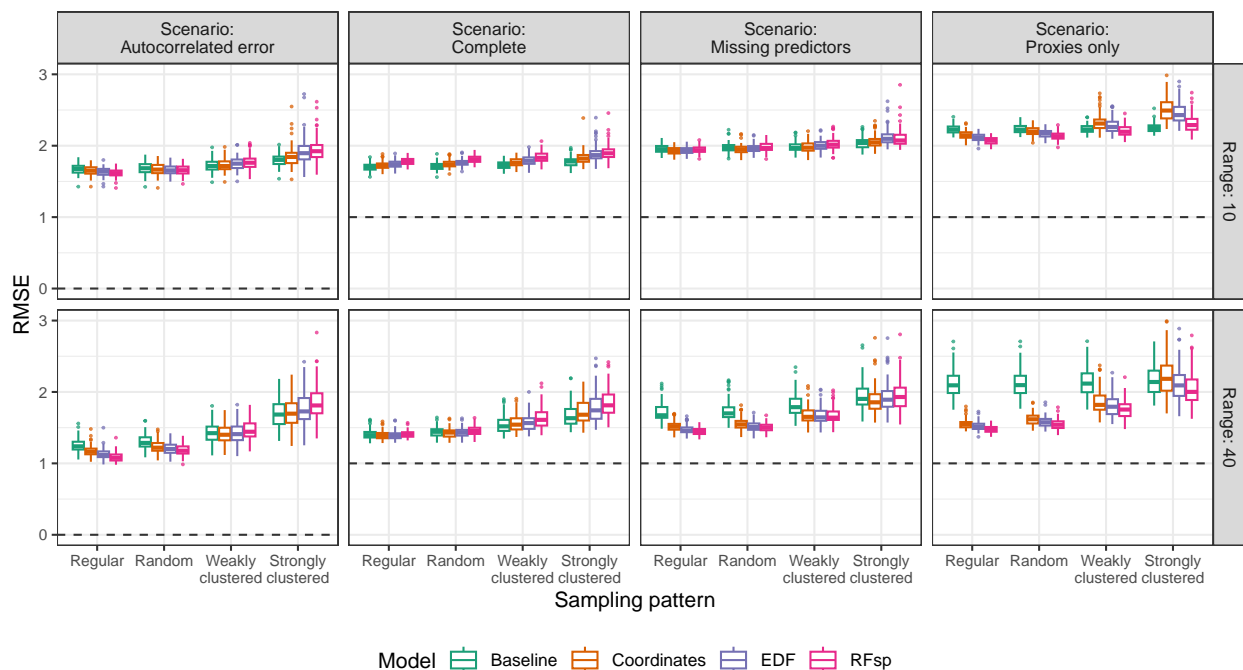 Scenario:
Autocorrelated error
Scenario:
Complete
Scenario:
Missing predictors
Scenario:
Proxies only
3
2
1
0
Range: 10
RMSE
3
2
1
0
Range: 40
Regular
Random
Weakly
clustered
Strongly
clustered
Regular
Random
Weakly
clustered
Strongly
clustered
Regular
Random
Weakly
clustered
Strongly
clustered
Regular
Random
Weakly
clustered
Strongly
clustered
Sampling pattern
Model Baseline Coordinates EDF RFsp